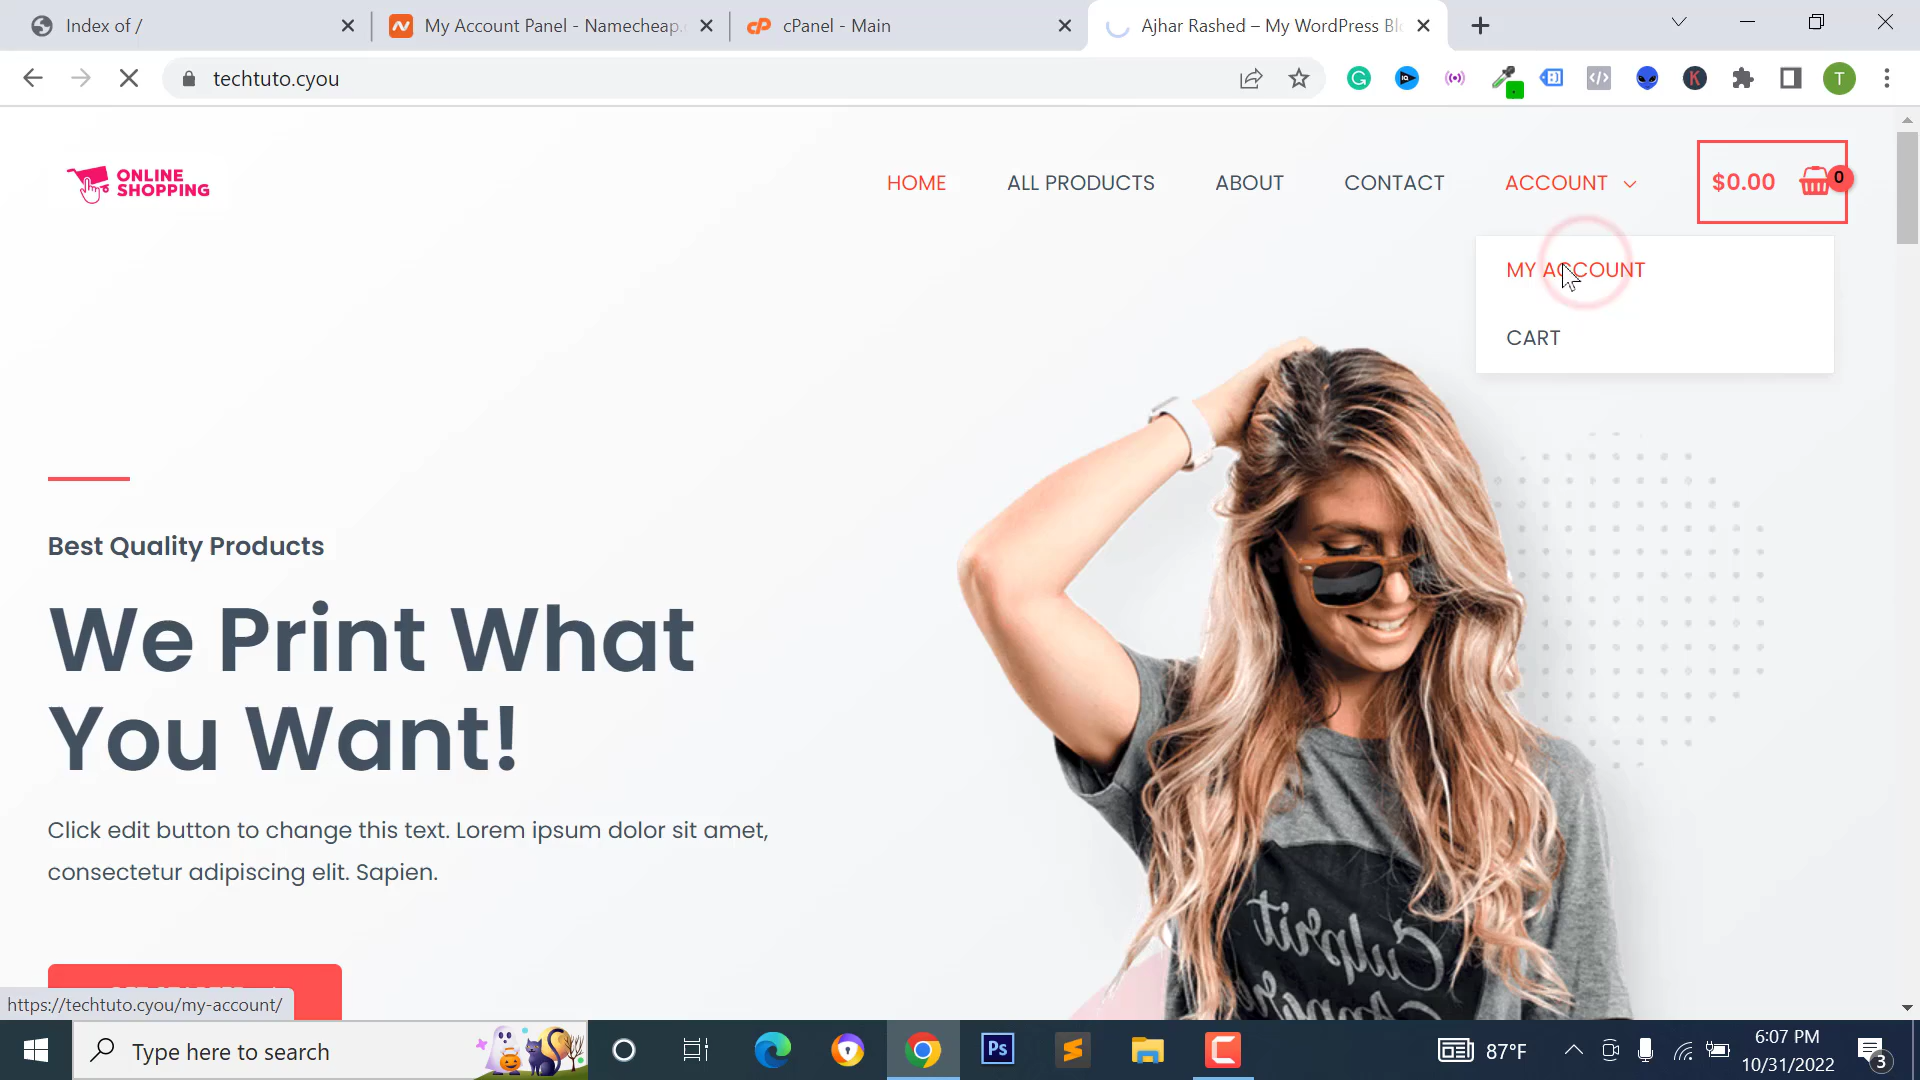 Index of /
My Account Panel - Namecheap.
cPanel - Main
Ajhar Rashed – My WordPress Bl
techtuto.cyou
T
ONLINE SHOPPING
HOME
ALL PRODUCTS
ABOUT
CONTACT
ACCOUNT
$0.00
0
MY ACCOUNT
CART
Best Quality Products
We Print What
You Want!
Click edit button to change this text. Lorem ipsum dolor sit amet,
consectetur adipiscing elit. Sapien.
https://techtuto.cyou/my-account/
Type here to search
Ps
87°F
6:07 PM
10/31/2022
3